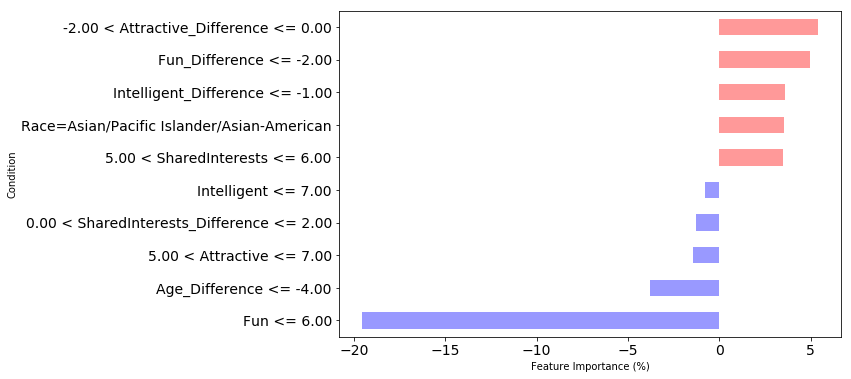 -2.00 < Attractive_Difference <= 0.00
Fun_Difference <= -2.00
Intelligent_Difference <= -1.00
Race=Asian/Pacific Islander/Asian-American
5.00 < SharedInterests <= 6.00
Intelligent <= 7.00
0.00 < SharedInterests_Difference <= 2.00
5.00 < Attractive <= 7.00
Age_Difference <= -4.00
Fun <= 6.00
Condition
−20 −15 −10 −5 0 5
Feature Importance (%)